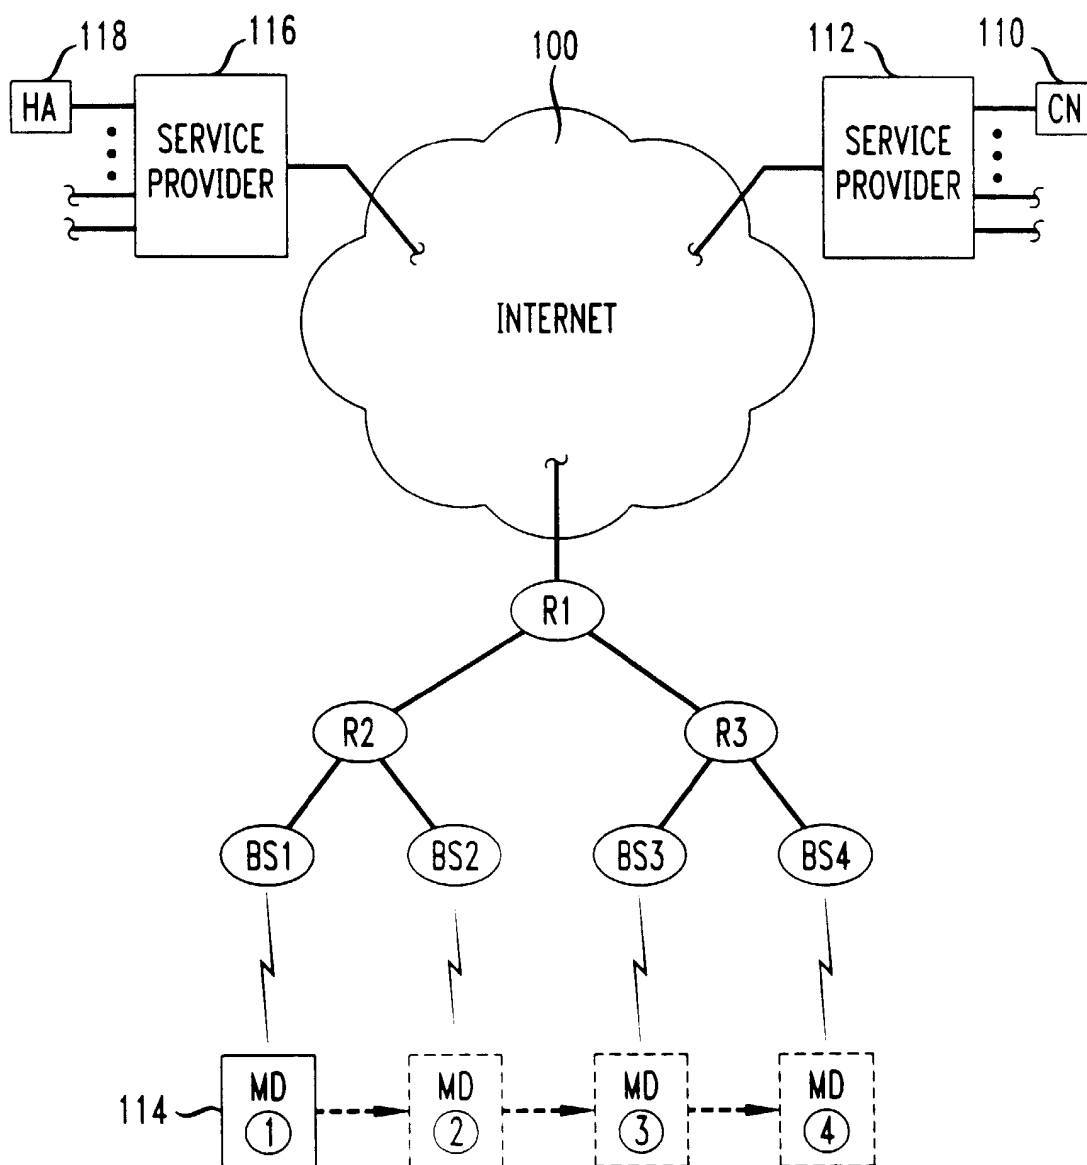 118
116
100
112
110
HA
SERVICE
PROVIDER
SERVICE
PROVIDER
CN
INTERNET
R1
R2
R3
BS1
BS2
BS3
BS4
114
MD
1
MD
2
MD
3
MD
4